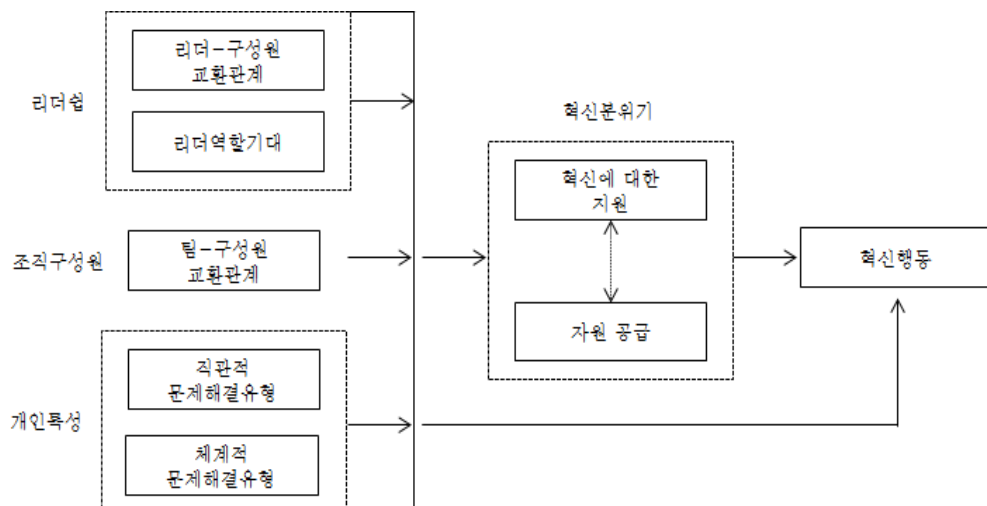 리더-구성원
교환관계
리더쉽
리더역할기대
혁신분위기
혁신에 대한
지원
조직구성원
팀-구성원
교환관계
혁신행동
자원 공급
직관적
문제해결유형
개인특성
체계적
문제해결유형